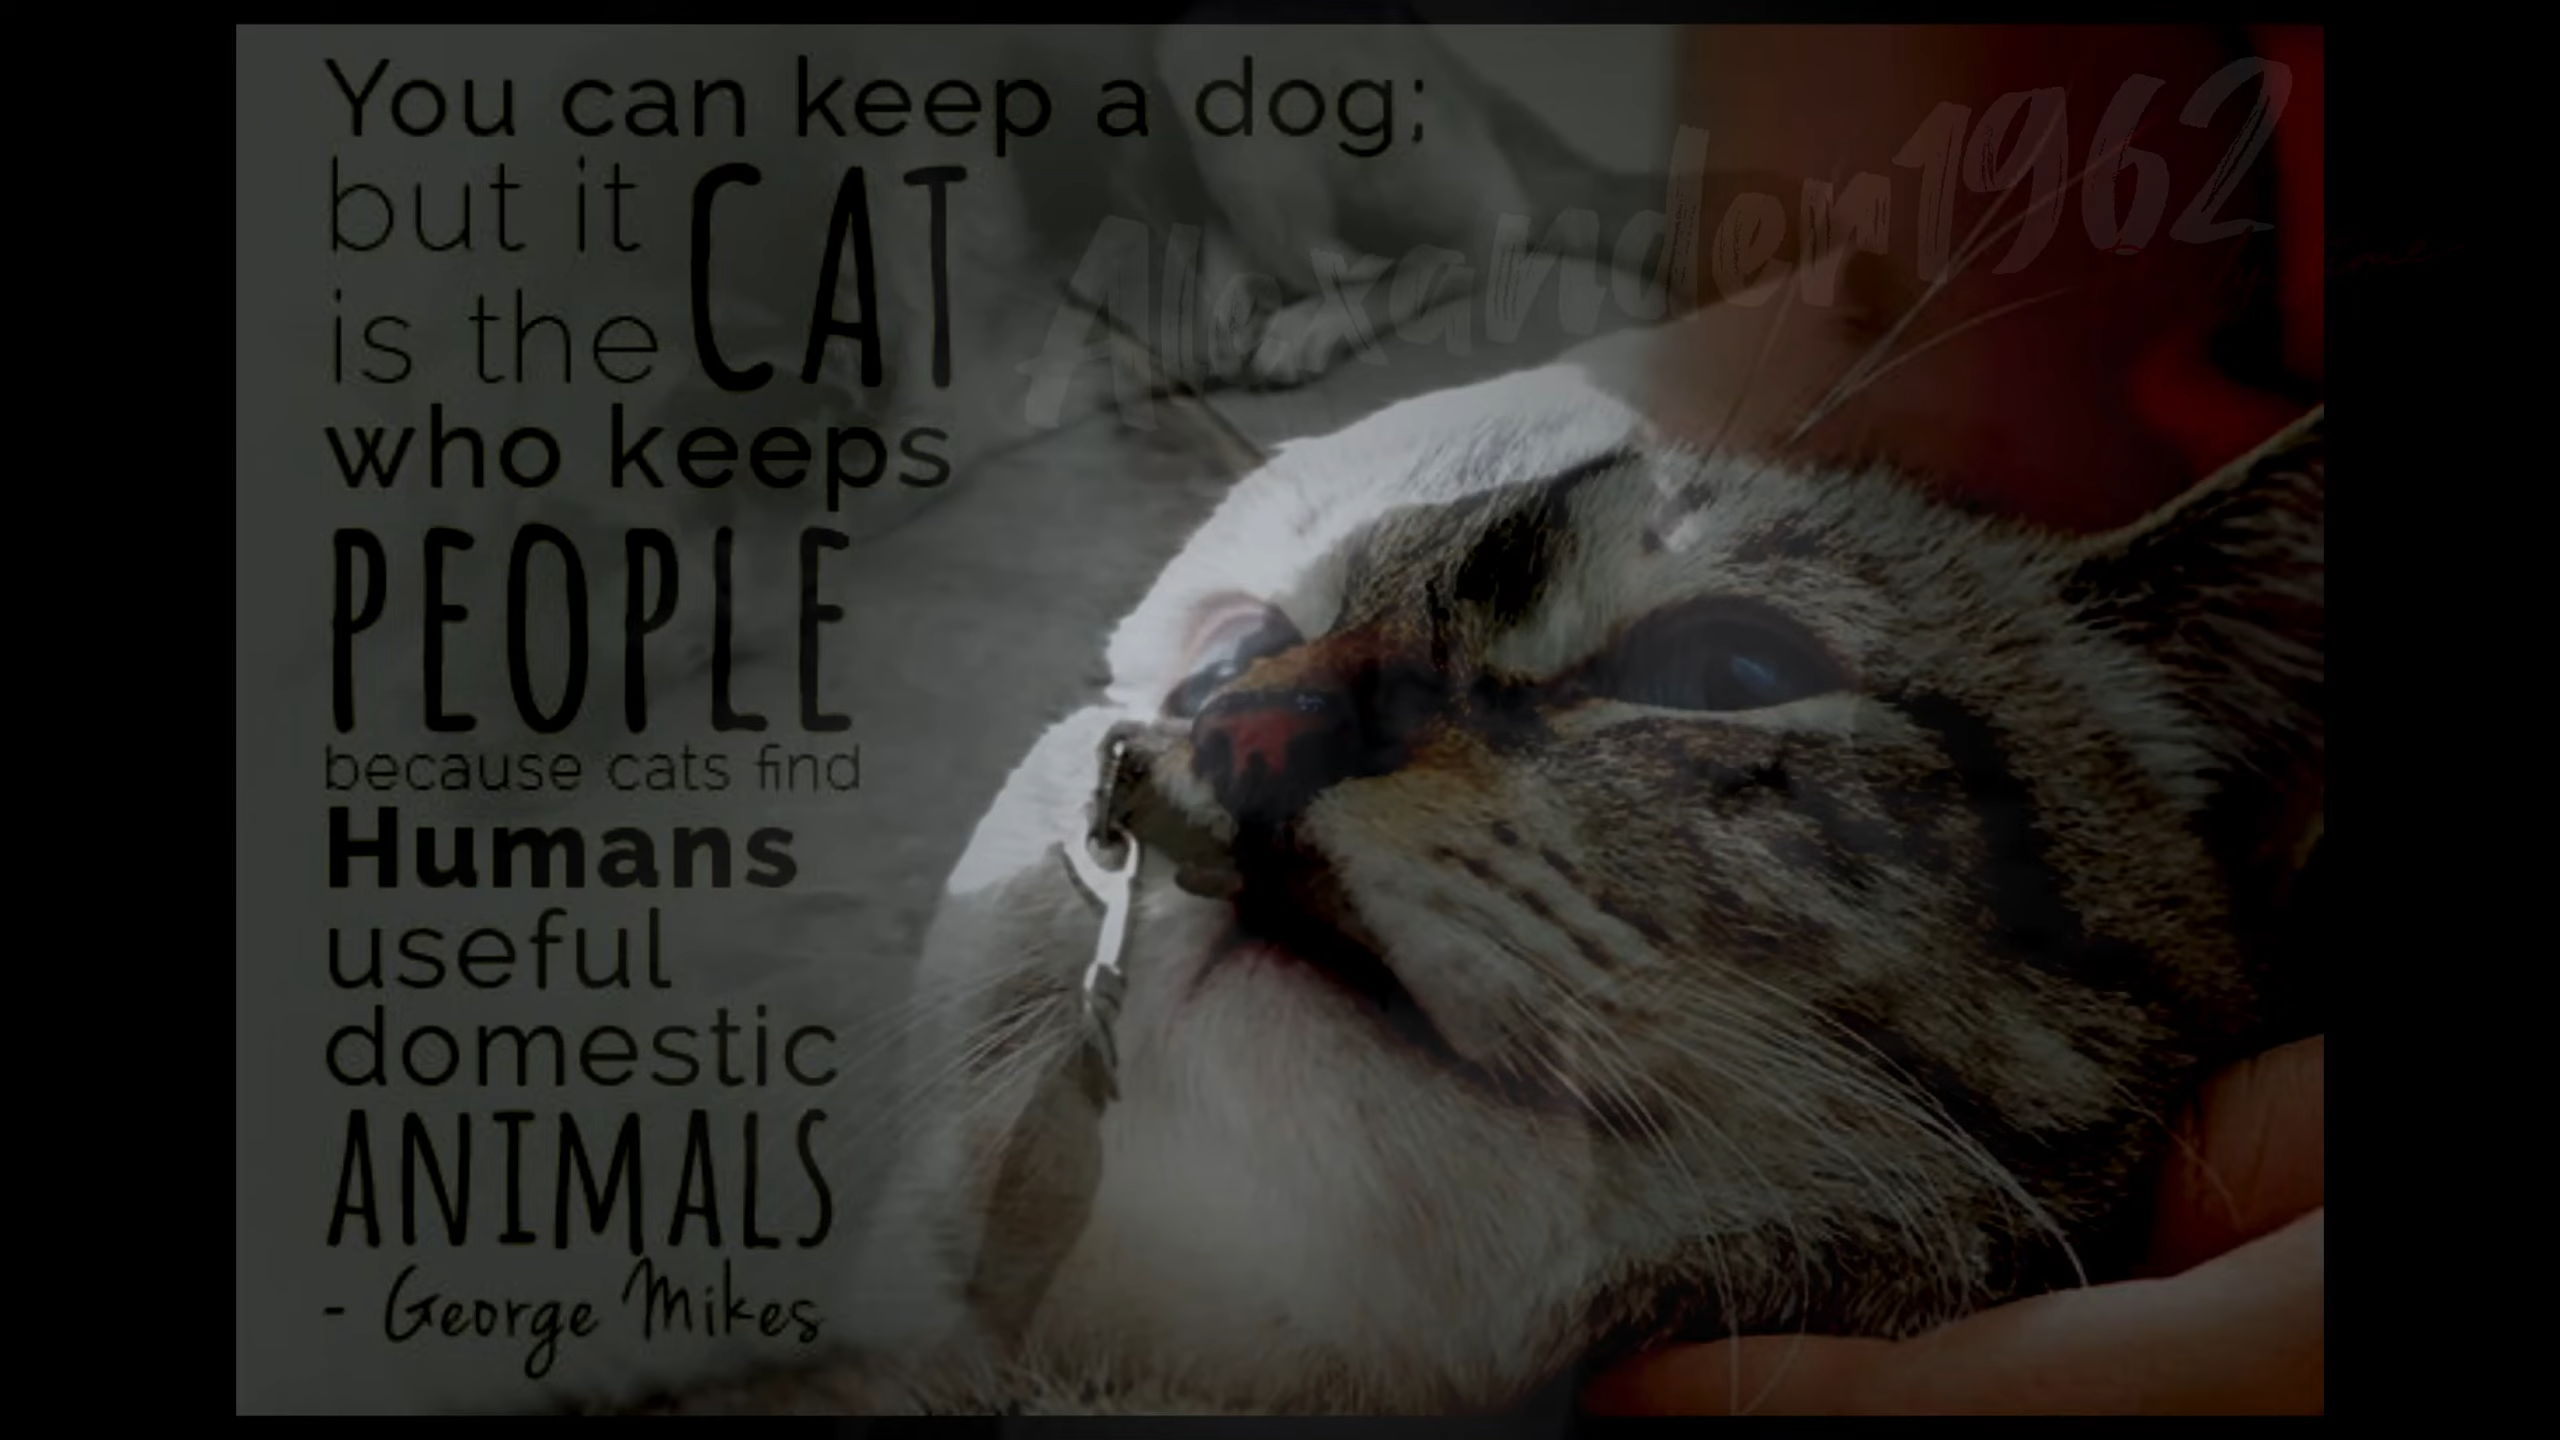 You can keep a dog;
but it
is the CAT
who keeps
PEOPLE
because cats find
Humans
useful
domestic
ANIMALS
- George Mikes
Alexander1962